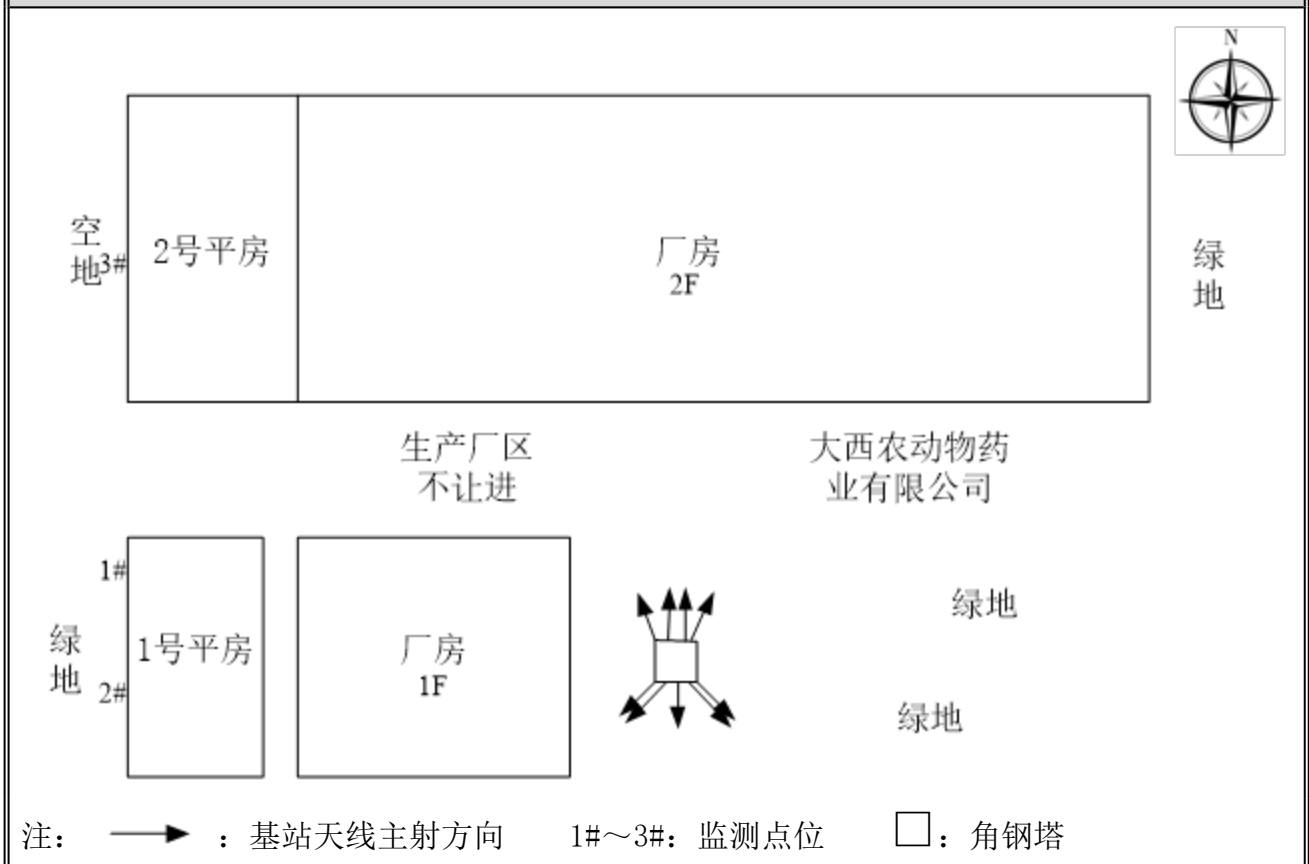 N
空
地3#
2号平房
厂房
2F
绿
地
生产厂区
不让进
大西农动物药
业有限公司
1#
绿
地
2#
1号平房
厂房
1F
绿地
绿地
注： ：基站天线主射方向 1#～3#：监测点位 ：角钢塔